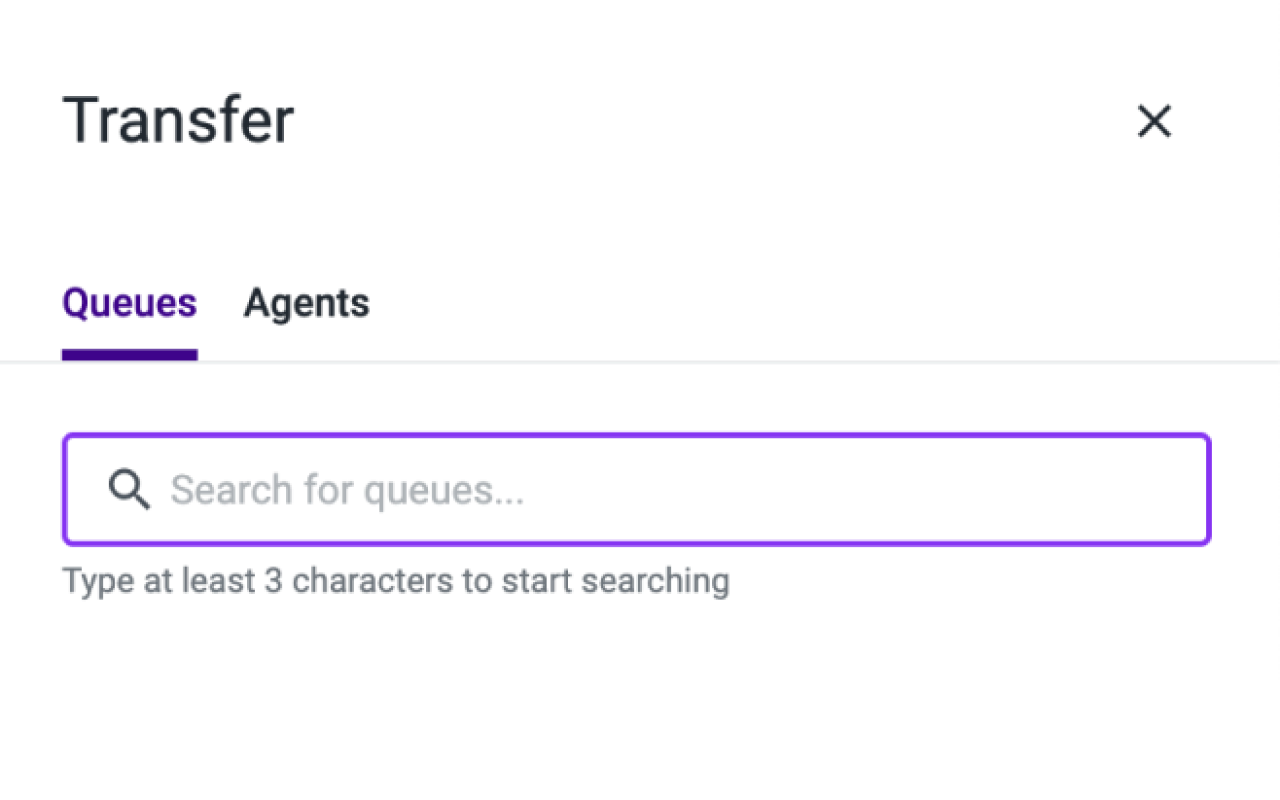 Transfer
Queues Agents
Search for queues...
Type at least 3 characters to start searching